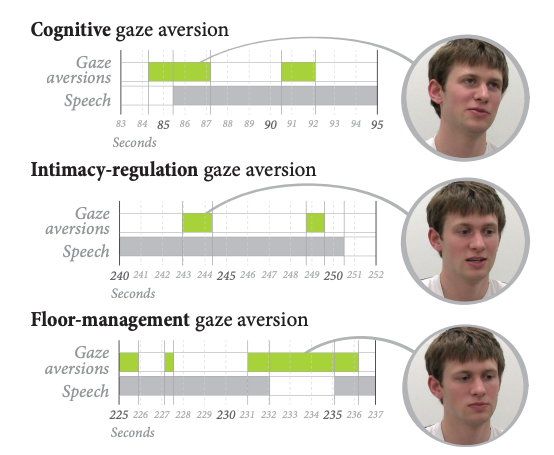 Cognitive gaze aversion
Gaze
aversions
Speech
83 84 85 86 87 88 89 90 91 92 93 94 95
Seconds
Intimacy-regulation gaze aversion
Gaze
aversions
Speech
240 241 242 243 244 245 246 247 248 249 250 251 252
Seconds
Floor-management gaze aversion
Gaze
aversions
Speech
225 226 227 228 229 230 231 232 233 234 235 236 237
Seconds